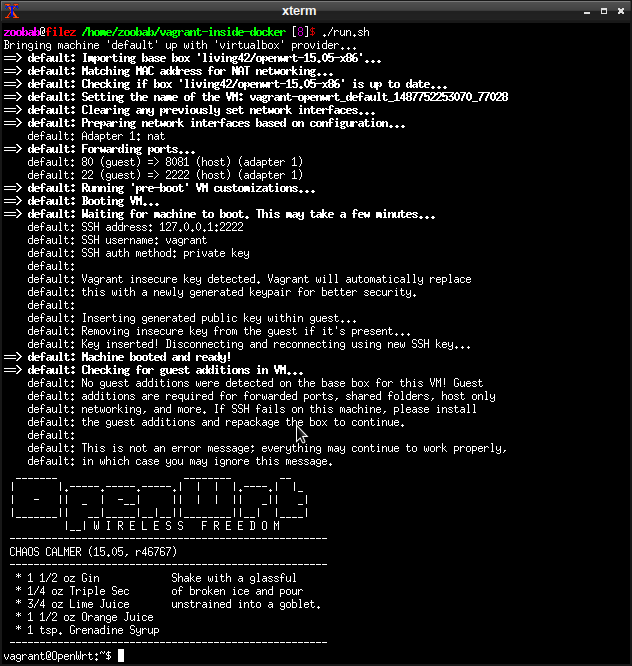 xterm
zoobab@filez /home/zoobab/vagrant-inside-docker [0]$ ./run.sh
Bringing machine 'default' up with 'virtualbox' provider...
==> default: Importing base box 'living42/openwrt-15.05-x86'...
==> default: Matching MAC address for NAT networking...
==> default: Checking if box 'living42/openwrt-15.05-x86' is up to date...
==> default: Setting the name of the VM: vagrant-openwrt_default_1487752253070_77028
==> default: Clearing any previously set network interfaces...
==> default: Preparing network interfaces based on configuration...
    default: Adapter 1: nat
==> default: Forwarding ports...
    default: 80 (guest) => 8081 (host) (adapter 1)
    default: 22 (guest) => 2222 (host) (adapter 1)
==> default: Running 'pre-boot' VM customizations...
==> default: Booting VM...
==> default: Waiting for machine to boot. This may take a few minutes...
    default: SSH address: 127.0.0.1:2222
    default: SSH username: vagrant
    default: SSH auth method: private key
    default:
    default: Vagrant insecure key detected. Vagrant will automatically replace
    default: this with a newly generated keypair for better security.
    default:
    default: Inserting generated public key within guest...
    default: Removing insecure key from the guest if it's present...
    default: Key inserted! Disconnecting and reconnecting using new SSH key...
==> default: Machine booted and ready!
==> default: Checking for guest additions in VM...
    default: No guest additions were detected on the base box for this VM! Guest
    default: additions are required for forwarded ports, shared folders, host only
    default: networking, and more. If SSH fails on this machine, please install
    default: the guest additions and repackage the box to continue.
    default:
    default: This is not an error message; everything may continue to work properly,
    default: in which case you may ignore this message.
OpenWrt
W I R E L E S S   F R E E D O M
CHAOS CALMER (15.05, r46767)
* 1 1/2 oz Gin            Shake with a glassful
* 1/4 oz Triple Sec       of broken ice and pour
* 3/4 oz Lime Juice       unstrained into a goblet.
* 1 1/2 oz Orange Juice
* 1 tsp. Grenadine Syrup
vagrant@OpenWrt:~$